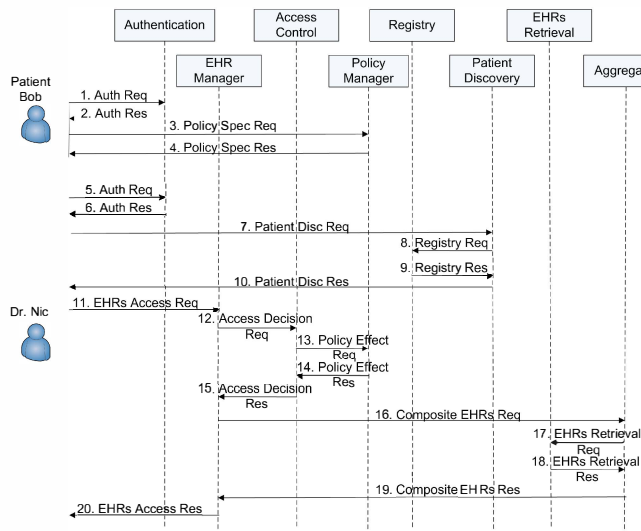 Authentication
Access
Control
Registry
EHRs
Retrieval
EHR
Manager
Policy
Manager
Patient
Discovery
Aggrega
Patient
Bob
1. Auth Req
2. Auth Res
3. Policy Spec Req
4. Policy Spec Res
5. Auth Req
6. Auth Res
7. Patient Disc Req
8. Registry Req
9. Registry Res
10. Patient Disc Res
Dr. Nic
11. EHRs Access Req
12. Access Decision
Req
13. Policy Effect
Req
14. Policy Effect
Res
15. Access Decision
Res
16. Composite EHRs Req
17. EHRs Retrieval
Req
18. EHRs Retrieval
Res
19. Composite EHRs Res
20. EHRs Access Res